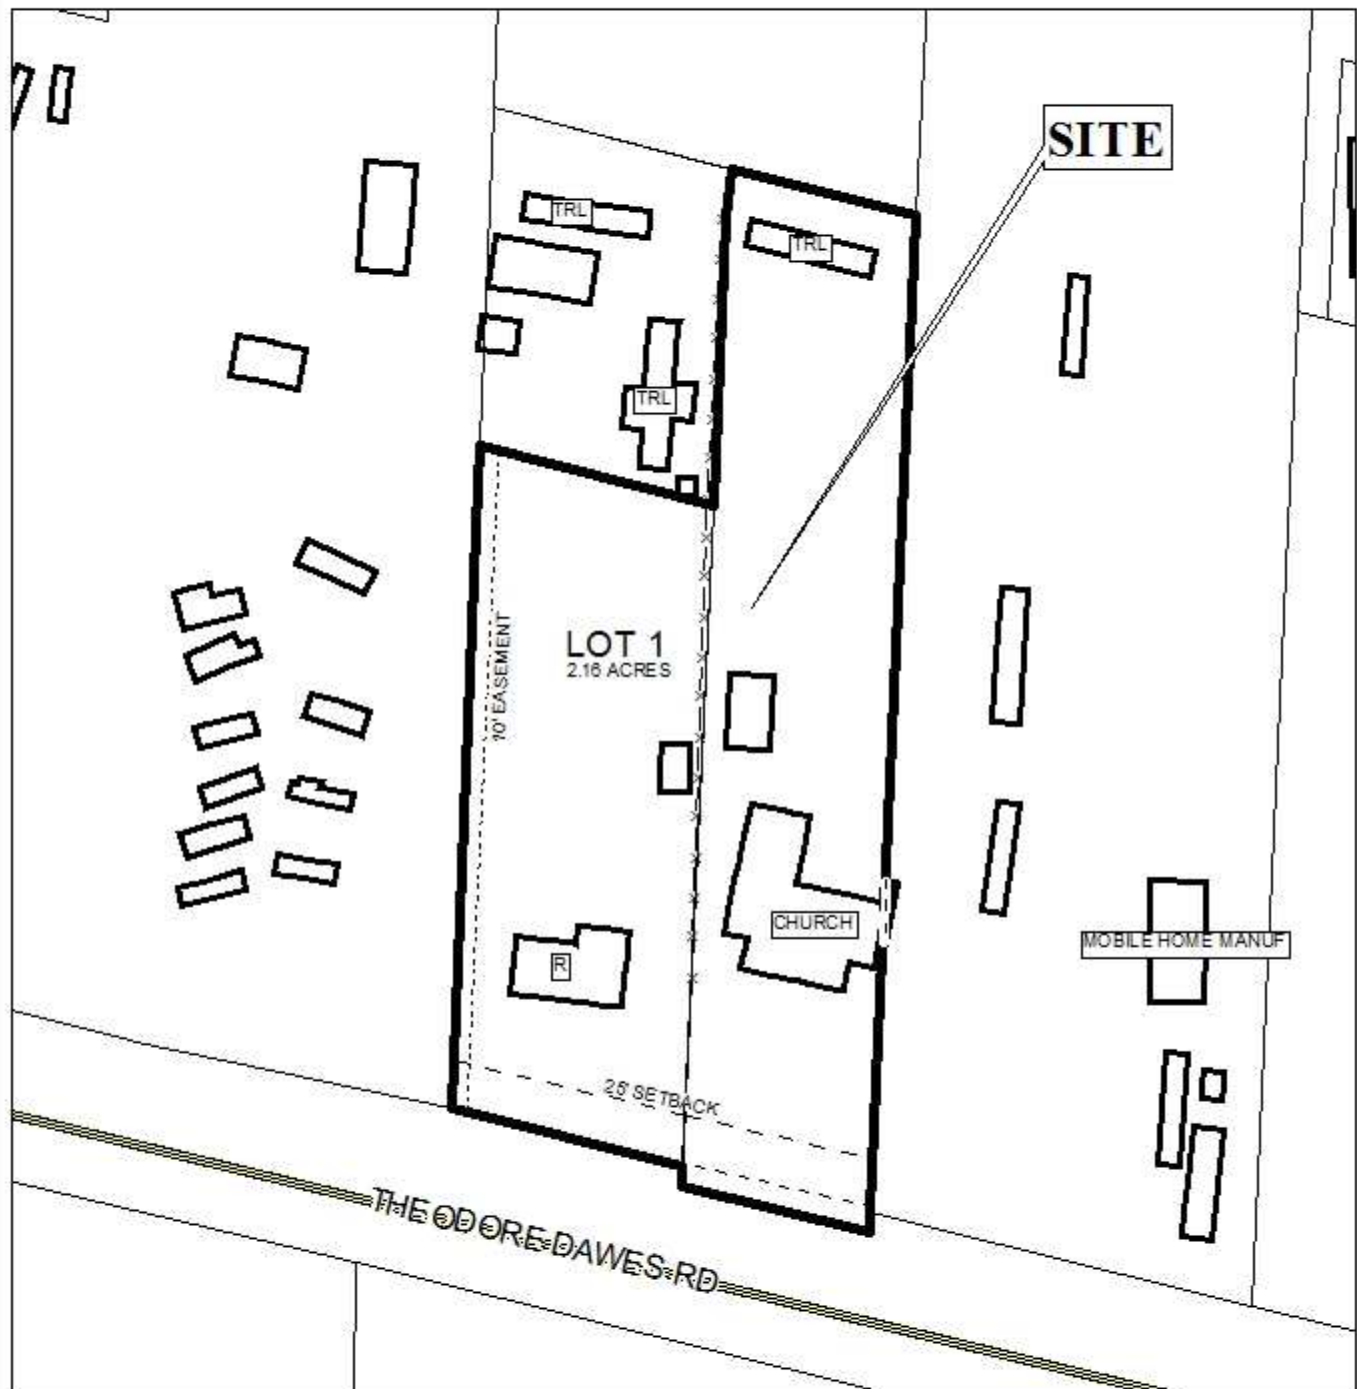 SITE
TRL
TRL
TRL
10' EASEMENT
LOT 1
2.16 ACRES
CHURCH
MOBILE HOME MANUF
R
25' SETBACK
THEODORE DAWES RD